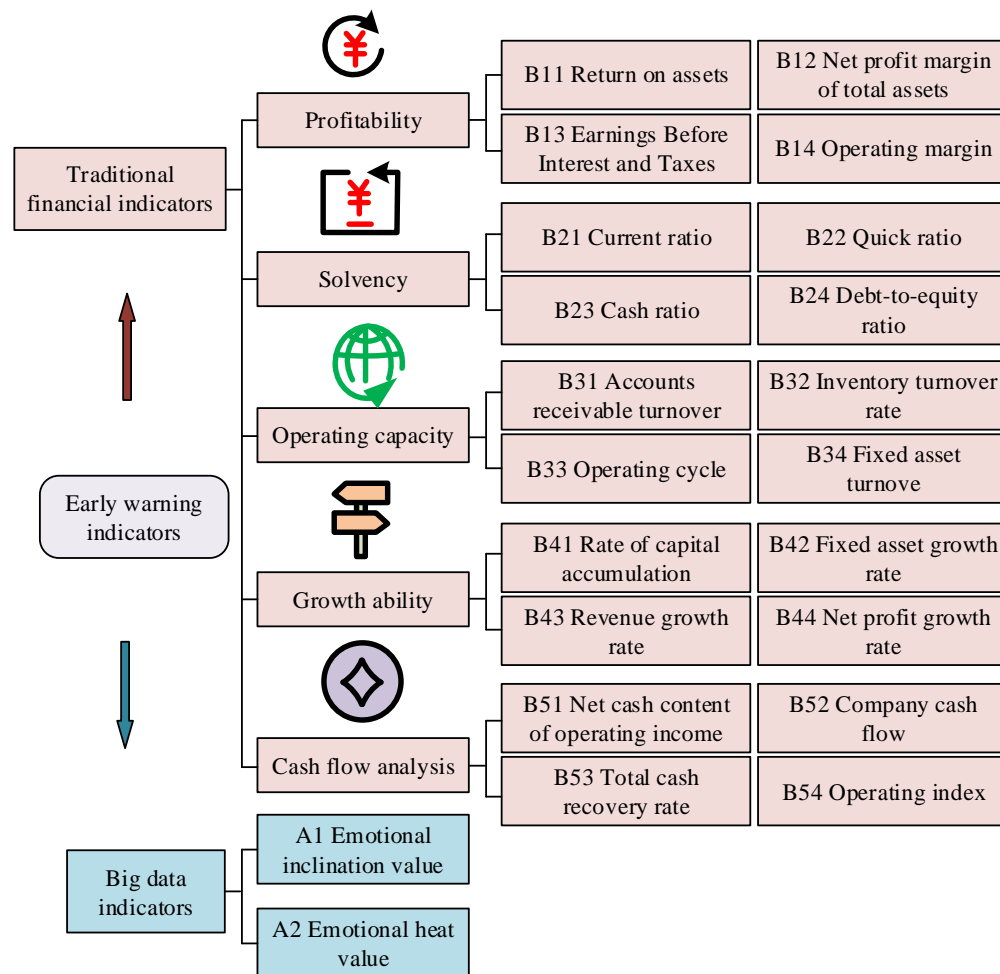 Traditional
financial indicators
Early warning
indicators
Big data
indicators
¥
Profitability
B11 Return on assets
B12 Net profit margin
of total assets
B13 Earnings Before
Interest and Taxes
B14 Operating margin
¥
Solvency
B21 Current ratio
B22 Quick ratio
B23 Cash ratio
B24 Debt-to-equity
ratio
Operating capacity
B31 Accounts
receivable turnover
B32 Inventory turnover
rate
B33 Operating cycle
B34 Fixed asset
turnove
Growth ability
B41 Rate of capital
accumulation
B42 Fixed asset growth
rate
B43 Revenue growth
rate
B44 Net profit growth
rate
Cash flow analysis
B51 Net cash content
of operating income
B52 Company cash
flow
B53 Total cash
recovery rate
B54 Operating index
A1 Emotional
inclination value
A2 Emotional heat
value